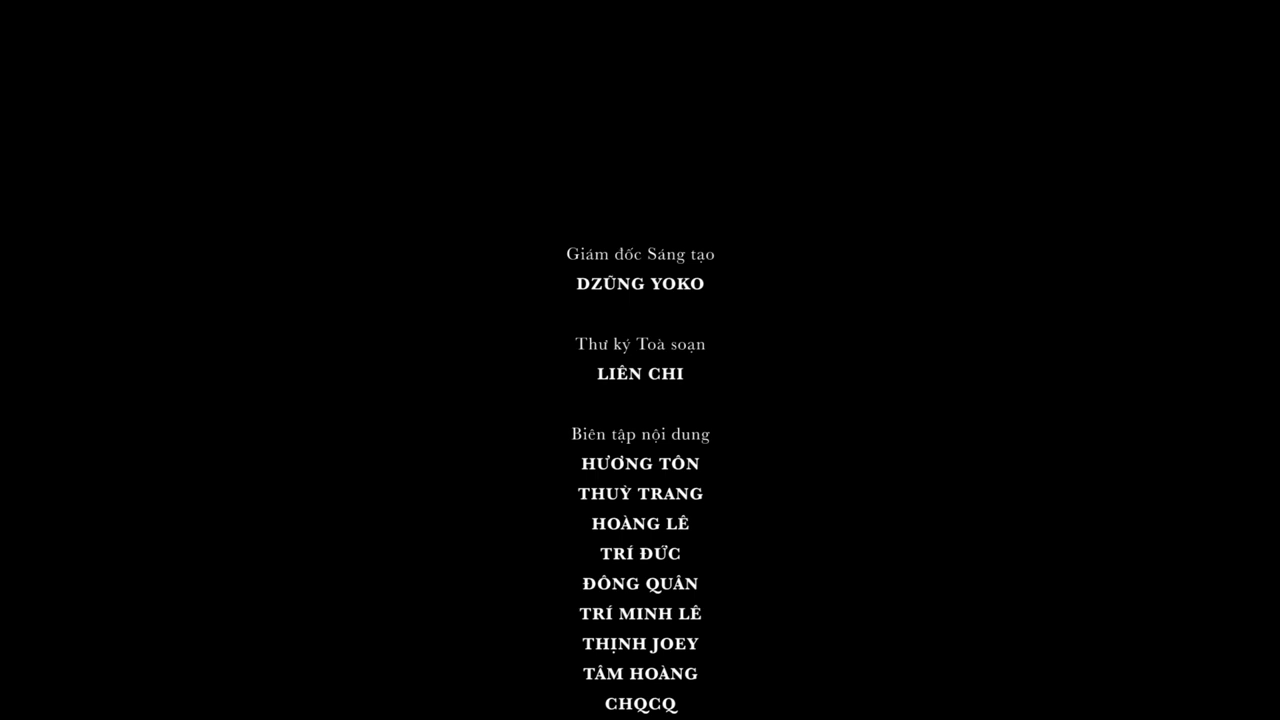 Giám đốc Sáng tạo
DZŨNG YOKO
Thư ký Toà soạn
LIÊN CHI
Biên tập nội dung
HƯƠNG TÔN
THUỲ TRANG
HOÀNG LÊ
TRÍ ĐỨC
ĐÔNG QUÂN
TRÍ MINH LÊ
THỊNH JOEY
TÂM HOÀNG
CHQCQ